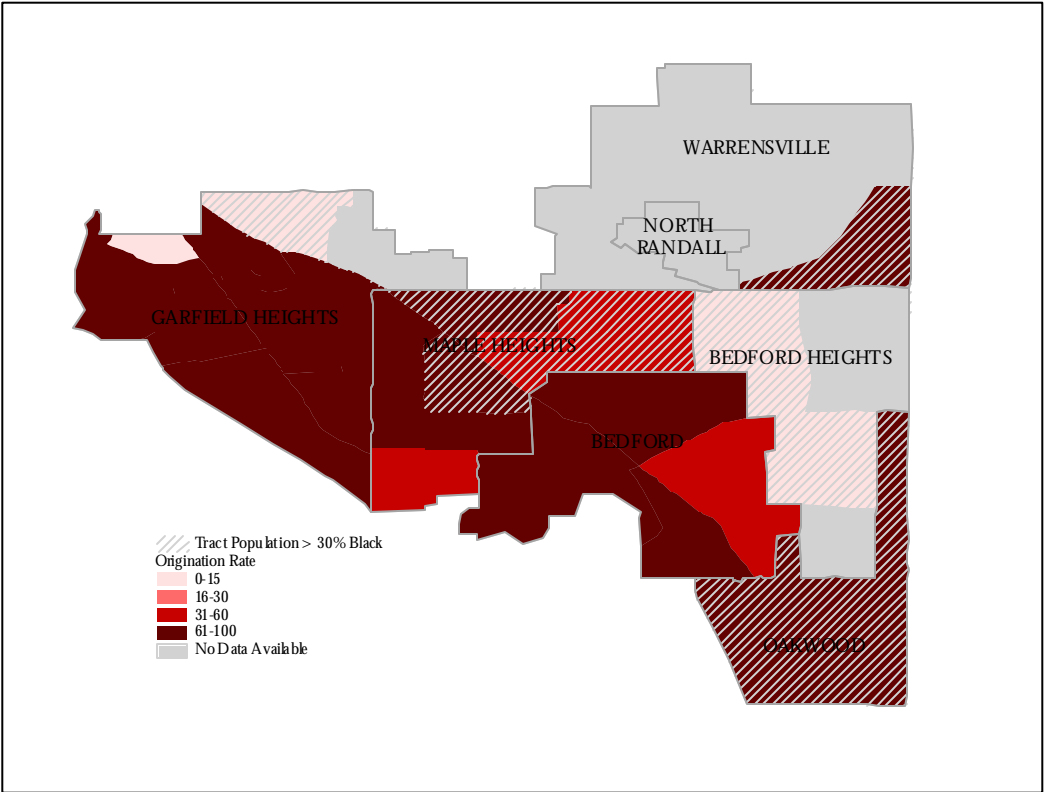 WARRENSVILLE
NORTH
RANDALL
GARFIELD HEIGHTS
MAPLE HEIGHTS
BEDFORD HEIGHTS
BEDFORD
Tract Population > 30% Black
Origination Rate
0-15
16-30
31-60
61-100
No Data Available
OAKWOOD